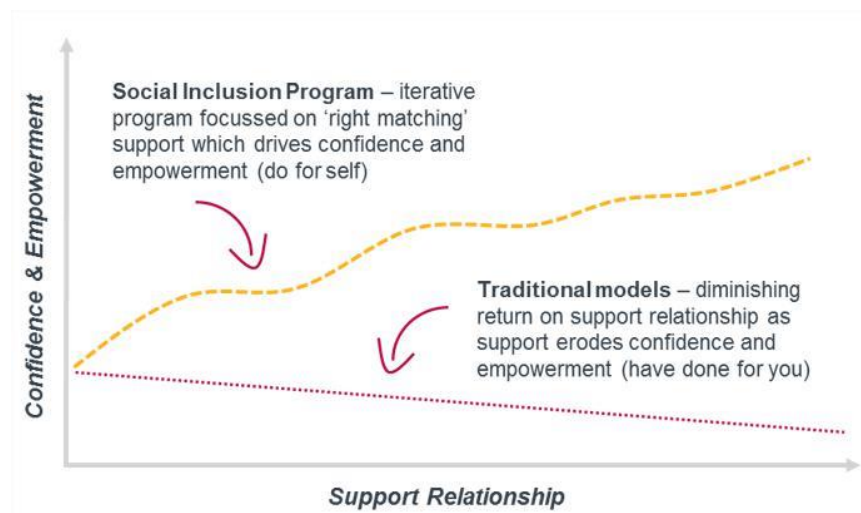 Social Inclusion Program – iterative
program focussed on ‘right matching’
support which drives confidence and
empowerment (do for self)
Confidence & Empowerment
Traditional models – diminishing
return on support relationship as
support erodes confidence and
empowerment (have done for you)
Support Relationship